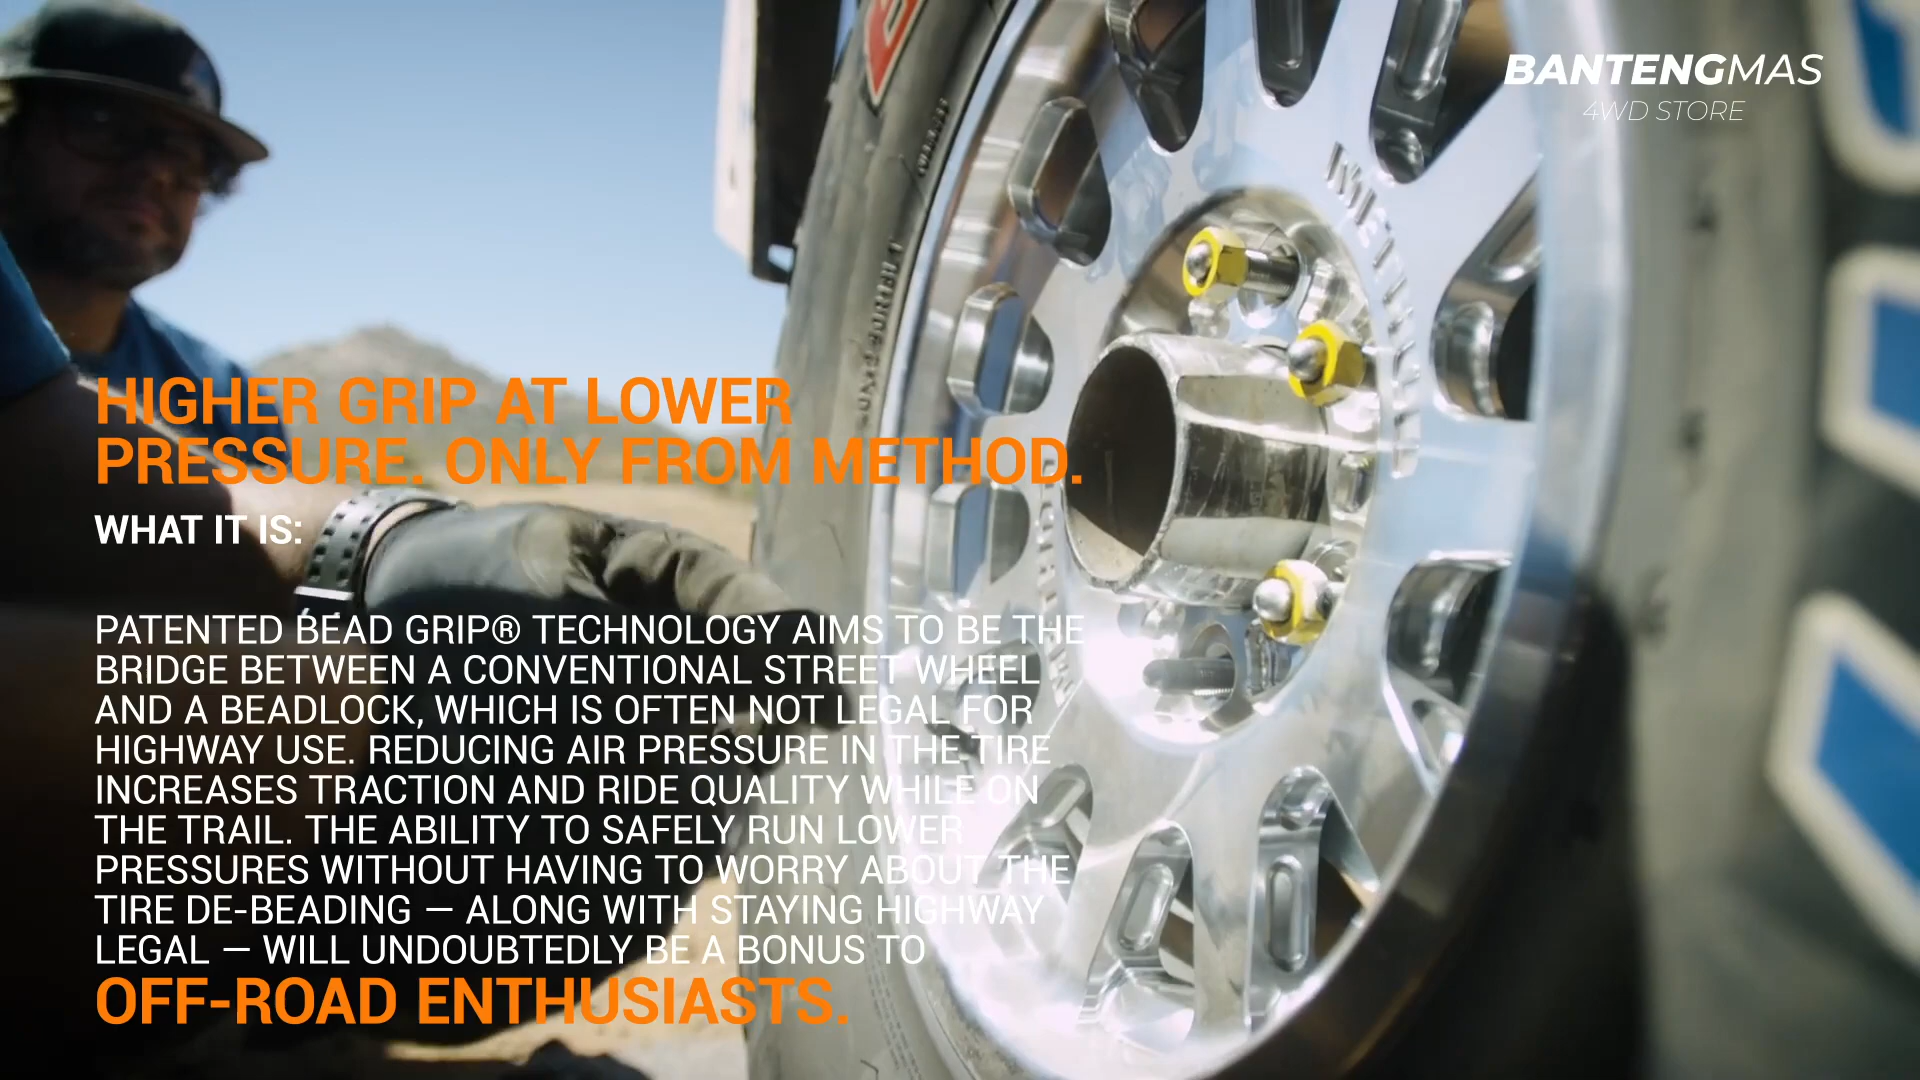 BANTENGMAS
4WD STORE
HIGHER GRIP AT LOWER
PRESSURE. ONLY FROM METHOD.
WHAT IT IS:
PATENTED BEAD GRIP® TECHNOLOGY AIMS TO BE THE
BRIDGE BETWEEN A CONVENTIONAL STREET WHEEL
AND A BEADLOCK, WHICH IS OFTEN NOT LEGAL FOR
HIGHWAY USE. REDUCING AIR PRESSURE IN THE TIRE
INCREASES TRACTION AND RIDE QUALITY WHILE ON
THE TRAIL. THE ABILITY TO SAFELY RUN LOWER
PRESSURES WITHOUT HAVING TO WORRY ABOUT THE
TIRE DE-BEADING — ALONG WITH STAYING HIGHWAY
LEGAL — WILL UNDOUBTEDLY BE A BONUS TO
OFF-ROAD ENTHUSIASTS.